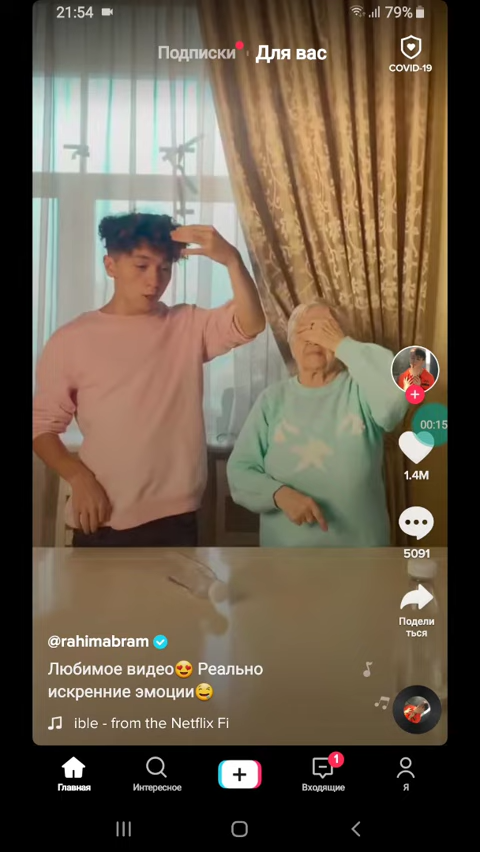 21:54
79%
Подписки Для вас
COVID-19
00:15
1.4M
5091
Подели
ться
@rahimabram
Любимое видео😍 Реально
искренние эмоции😂
ible - from the Netflix Fi
1
Главная Интересное Входящие Я